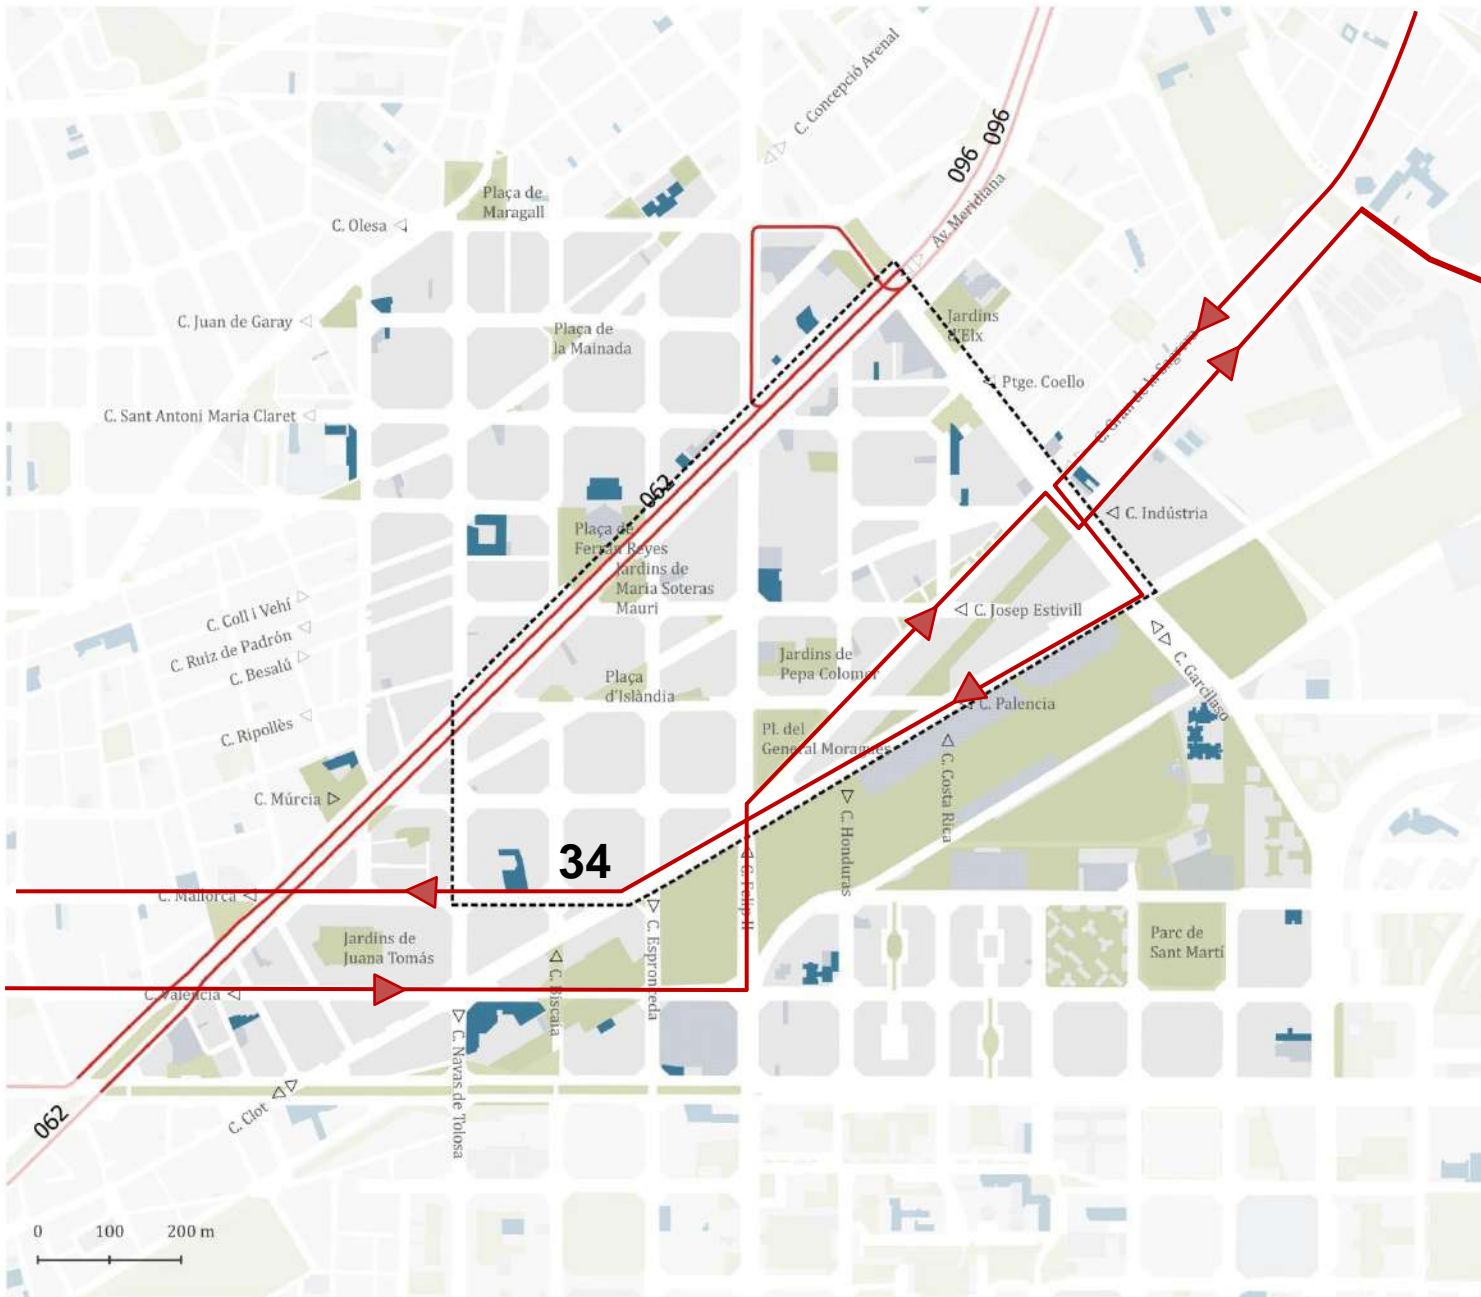 C. Concepció Arenal
096
096
Plaça de
Maragall
C. Olesa
Av. Meridiana
C. Juan de Garay
Plaça de
la Mainada
Jardins
d'Elx
C. Gran de la Sagrera
Ptge. Coello
C. Sant Antoni Maria Claret
062
C. Indústria
Plaça de
Ferran Reyes
Jardins de
Maria Soteras
Mauri
C. Josep Estivill
C. Coll i Vehí
C. Ruiz de Padrón
C. Besalú
C. Ripollès
Jardins de
Pepa Colomer
Plaça
d'Islàndia
C. Garcilaso
C. Palencia
Pl. del
General Moragues
C. Múrcia
C. Costa Rica
C. Honduras
34
C. Felip II
C. Mallorca
C. Espronceda
Jardins de
Juana Tomás
Parc de
Sant Martí
C. Biscaia
C. València
C. Navas de Tolosa
C. Clot
062
0 100 200 m